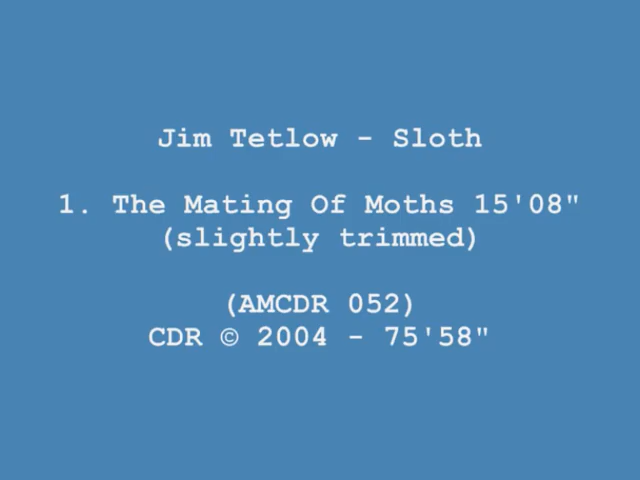 Jim Tetlow - Sloth
1. The Mating Of Moths 15'08"
(slightly trimmed)
(AMCDR 052)
CDR © 2004 - 75'58"